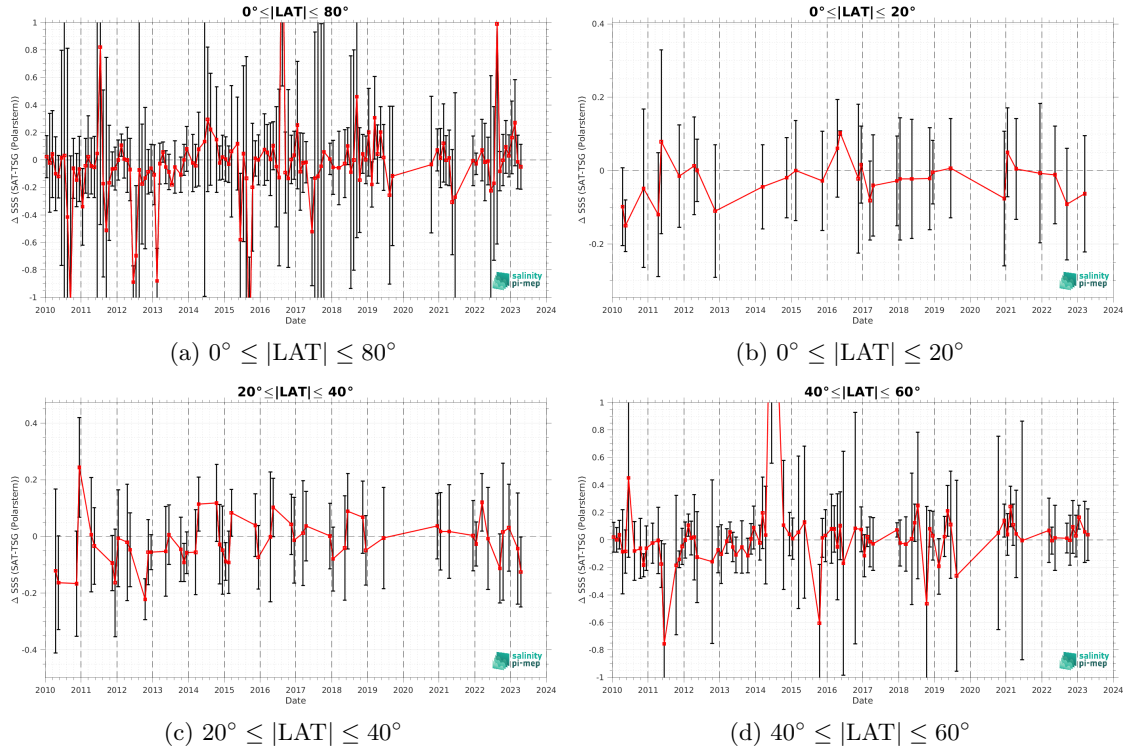 0°≤|LAT|≤ 80°
Δ SSS (SAT-TSG (Polarstern))
1
0.8
0.6
0.4
0.2
0
-0.2
-0.4
-0.6
-0.8
-1
2010 2011 2012 2013 2014 2015 2016 2017 2018 2019 2020 2021 2022 2023 2024
Date
salinity
pi-mep
(a) 0° ≤ |LAT| ≤ 80°
0°≤|LAT|≤ 20°
Δ SSS (SAT-TSG (Polarstern))
0.4
0.2
0
-0.2
2010 2011 2012 2013 2014 2015 2016 2017 2018 2019 2020 2021 2022 2023 2024
Date
salinity
pi-mep
(b) 0° ≤ |LAT| ≤ 20°
20°≤|LAT|≤ 40°
Δ SSS (SAT-TSG (Polarstern))
0.4
0.2
0
-0.2
-0.4
2010 2011 2012 2013 2014 2015 2016 2017 2018 2019 2020 2021 2022 2023 2024
Date
salinity
pi-mep
(c) 20° ≤ |LAT| ≤ 40°
40°≤|LAT|≤ 60°
Δ SSS (SAT-TSG (Polarstern))
1
0.8
0.6
0.4
0.2
0
-0.2
-0.4
-0.6
-0.8
-1
2010 2011 2012 2013 2014 2015 2016 2017 2018 2019 2020 2021 2022 2023 2024
Date
salinity
pi-mep
(d) 40° ≤ |LAT| ≤ 60°